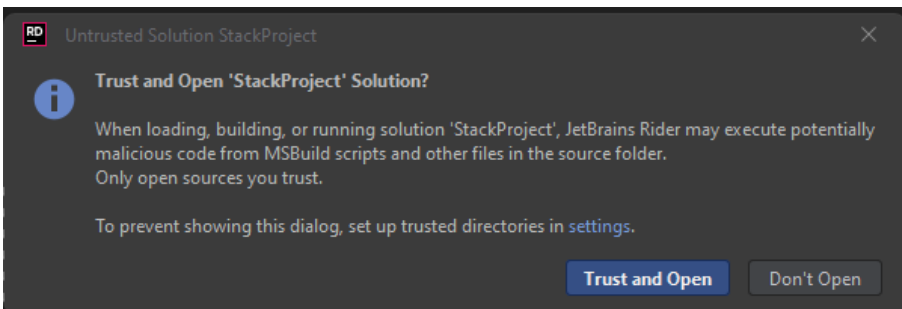 RD
Untrusted Solution StackProject
Trust and Open 'StackProject' Solution?
When loading, building, or running solution 'StackProject', JetBrains Rider may execute potentially
malicious code from MSBuild scripts and other files in the source folder.
Only open sources you trust.
To prevent showing this dialog, set up trusted directories in settings.
Trust and Open
Don't Open